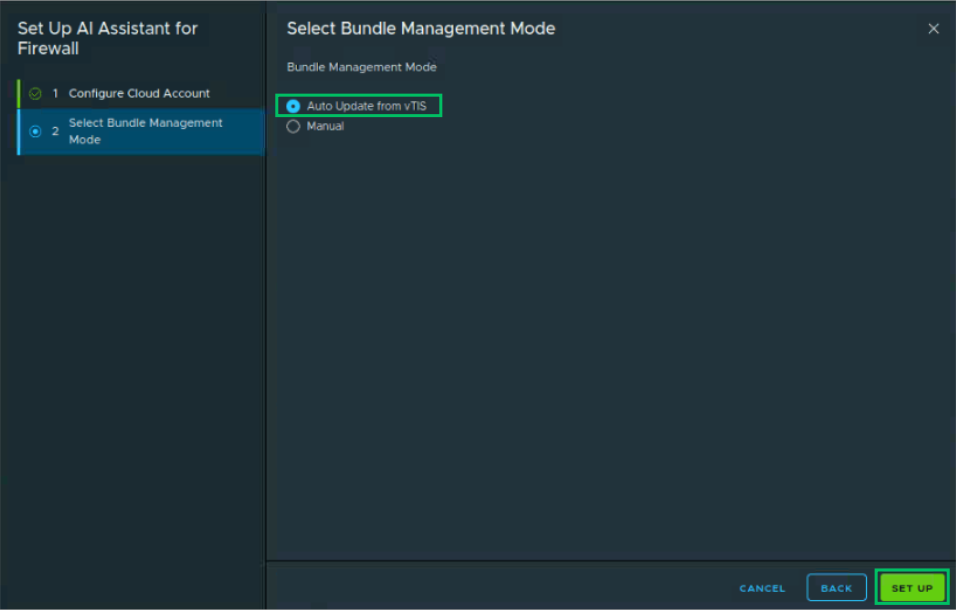 Set Up AI Assistant for
Firewall
1 Configure Cloud Account
2 Select Bundle Management
Mode
Select Bundle Management Mode
Bundle Management Mode
Auto Update from vTIS
Manual
CANCEL
BACK
SET UP